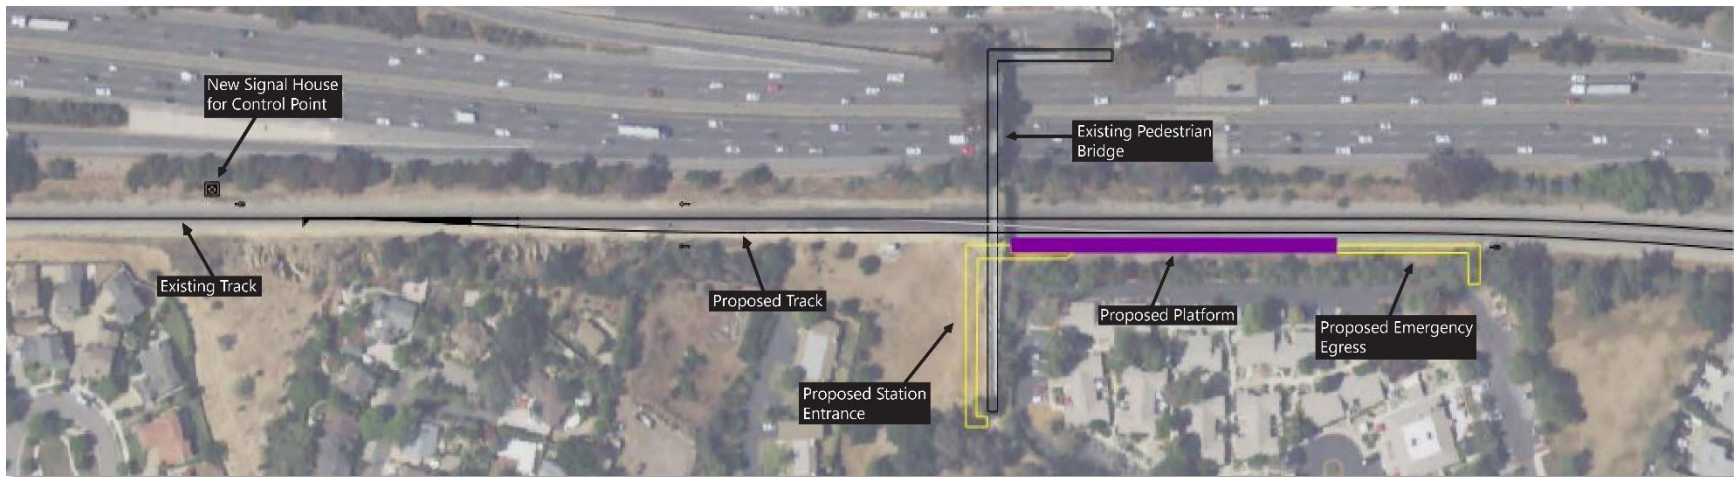 New Signal House
for Control Point
Existing Pedestrian
Bridge
Existing Track
Proposed Track
Proposed Platform
Proposed Emergency
Egress
Proposed Station
Entrance